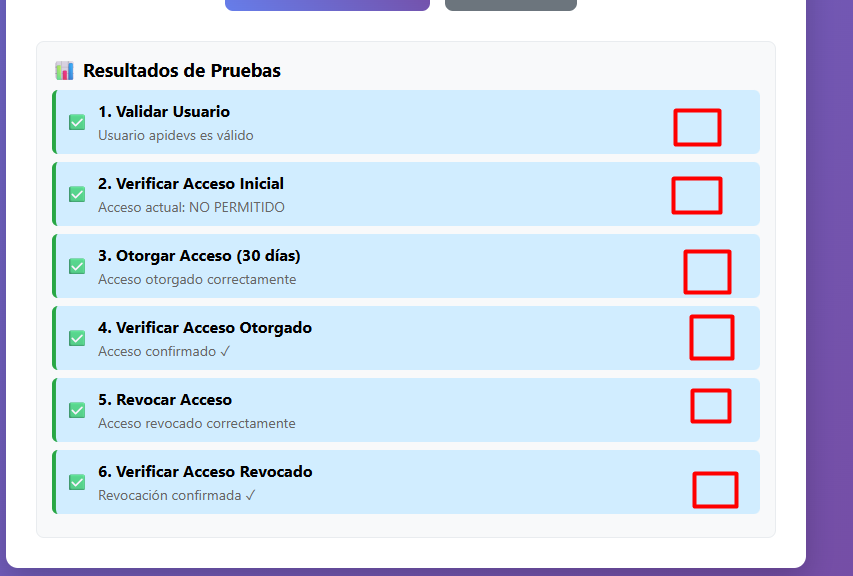 Resultados de Pruebas
1. Validar Usuario
Usuario apidevs es válido
2. Verificar Acceso Inicial
Acceso actual: NO PERMITIDO
3. Otorgar Acceso (30 días)
Acceso otorgado correctamente
4. Verificar Acceso Otorgado
Acceso confirmado ✓
5. Revocar Acceso
Acceso revocado correctamente
6. Verificar Acceso Revocado
Revocación confirmada ✓